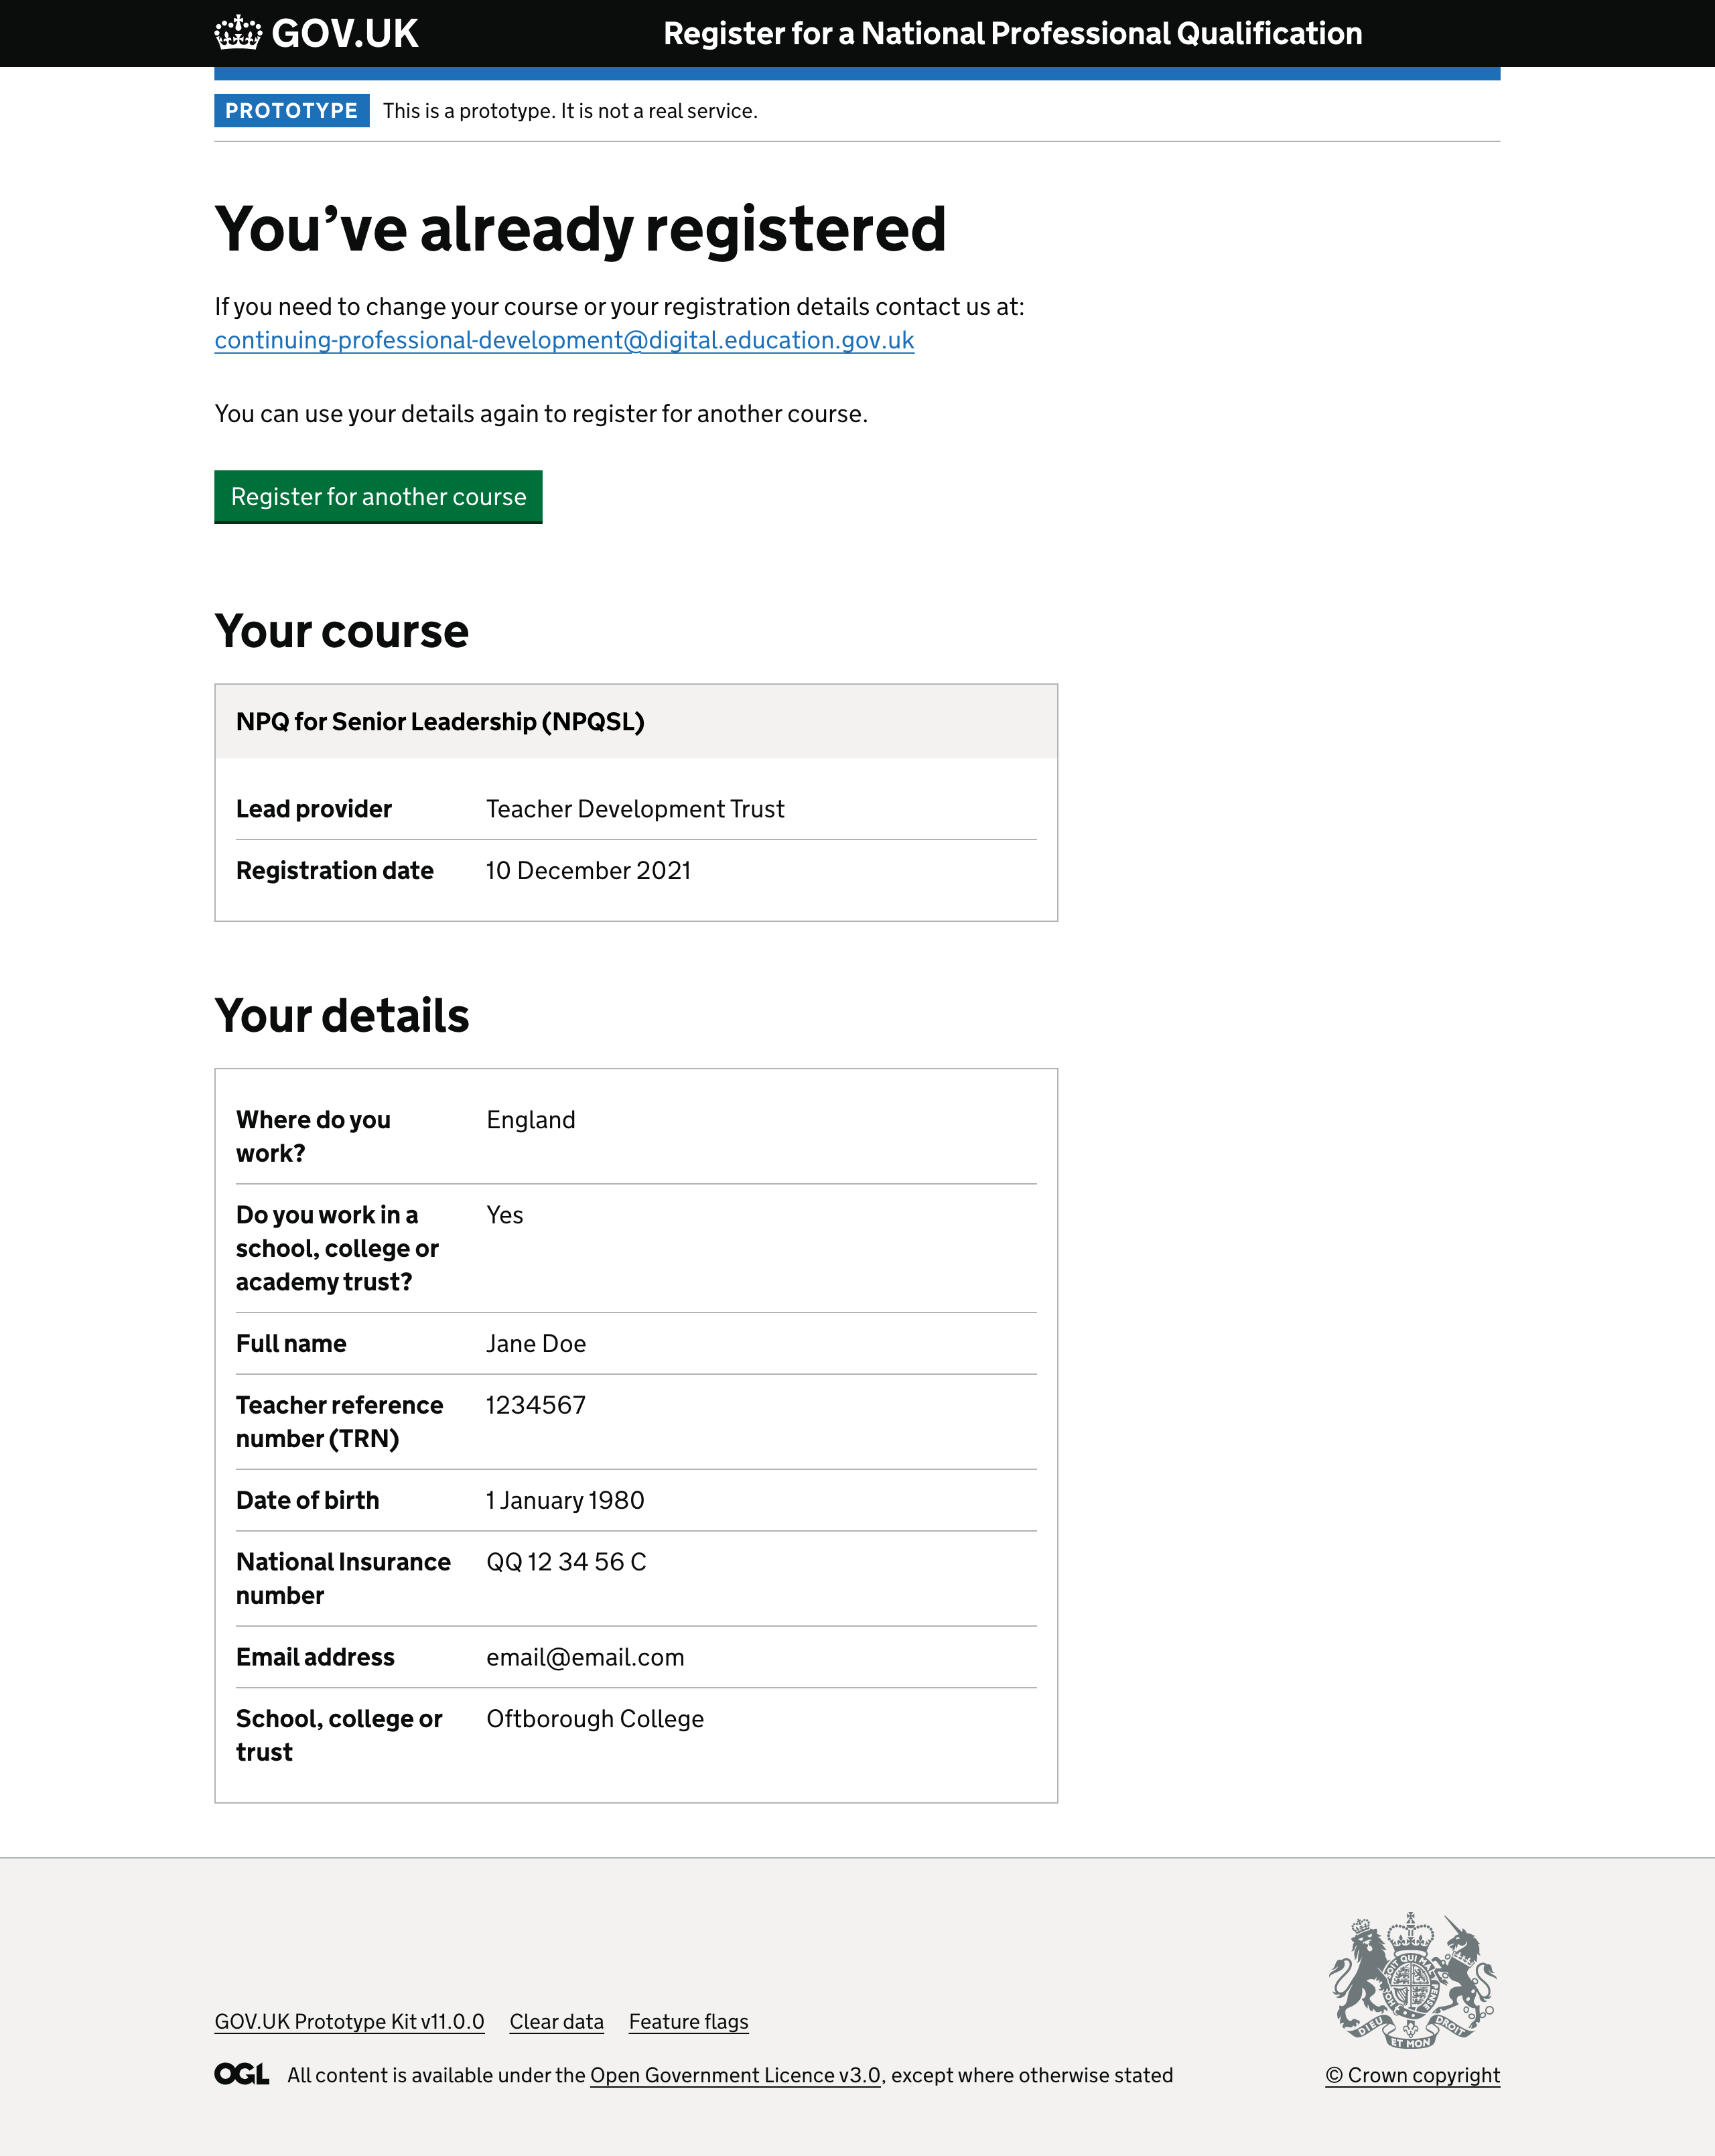 GOV.UK
Register for a National Professional Qualification
PROTOTYPE This is a prototype. It is not a real service.
You’ve already registered
If you need to change your course or your registration details contact us at:
continuing-professional-development@digital.education.gov.uk
You can use your details again to register for another course.
Register for another course
Your course
NPQ for Senior Leadership (NPQSL)
Lead provider Teacher Development Trust
Registration date 10 December 2021
Your details
Where do you England
work?
Do you work in a Yes
school, college or
academy trust?
Full name Jane Doe
Teacher reference 1234567
number (TRN)
Date of birth 1 January 1980
National Insurance QQ 12 34 56 C
number
Email address email@email.com
School, college or Oftborough College
trust
GOV.UK Prototype Kit v11.0.0 Clear data Feature flags
DIEU ET MON DROIT
OGL All content is available under the Open Government Licence v3.0, except where otherwise stated
© Crown copyright